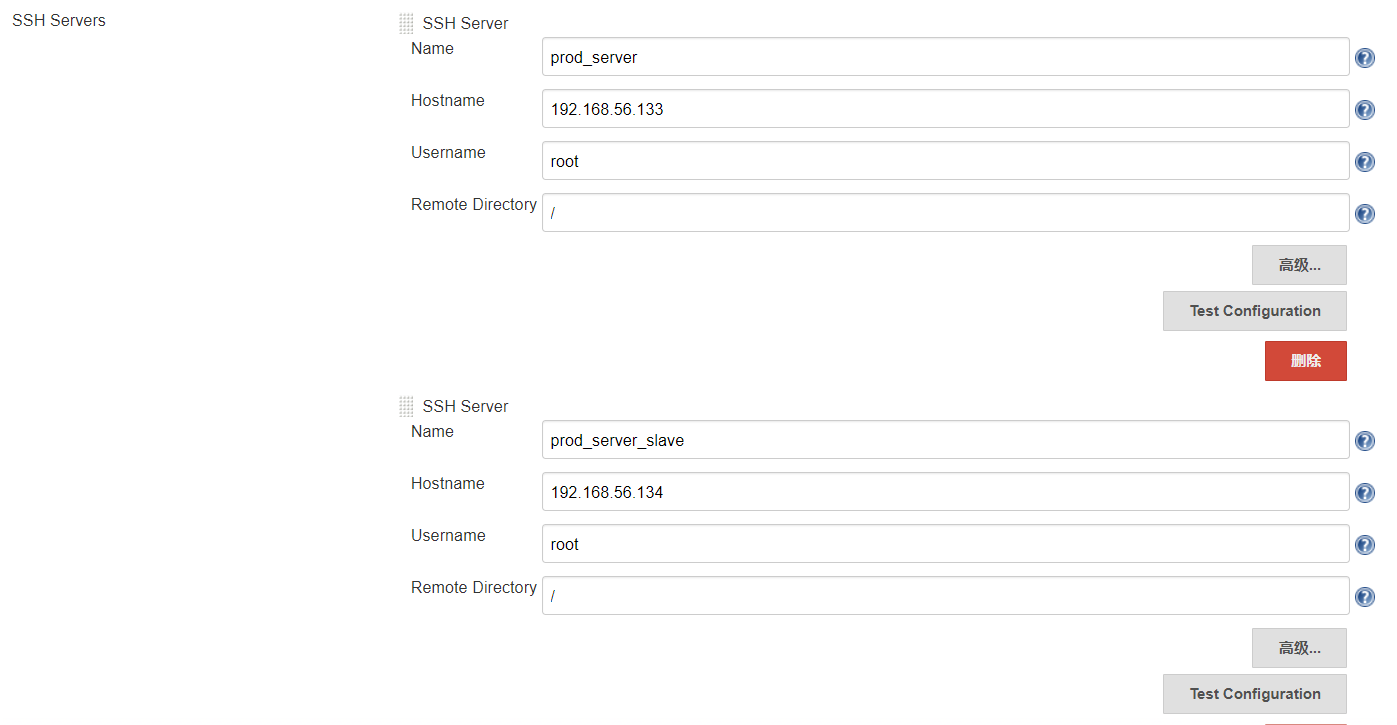 SSH Servers
SSH Server
Name
prod_server
Hostname
192.168.56.133
Username
root
Remote Directory
/
高级...
Test Configuration
删除
SSH Server
Name
prod_server_slave
Hostname
192.168.56.134
Username
root
Remote Directory
/
高级...
Test Configuration